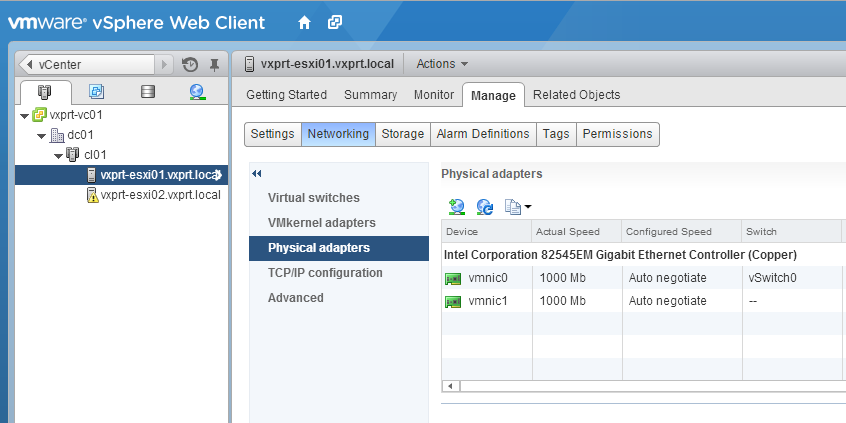 vmware® vSphere Web Client
vCenter
vxprt-vc01
dc01
cl01
vxprt-esxi01.vxprt.loca
vxprt-esxi02.vxprt.local
vxprt-esxi01.vxprt.local Actions
Getting Started Summary Monitor Manage Related Objects
Settings Networking Storage Alarm Definitions Tags Permissions
Virtual switches
VMkernel adapters
Physical adapters
TCP/IP configuration
Advanced
Physical adapters
Device Actual Speed Configured Speed Switch
Intel Corporation 82545EM Gigabit Ethernet Controller (Copper)
vmnic0 1000 Mb Auto negotiate vSwitch0
vmnic1 1000 Mb Auto negotiate --